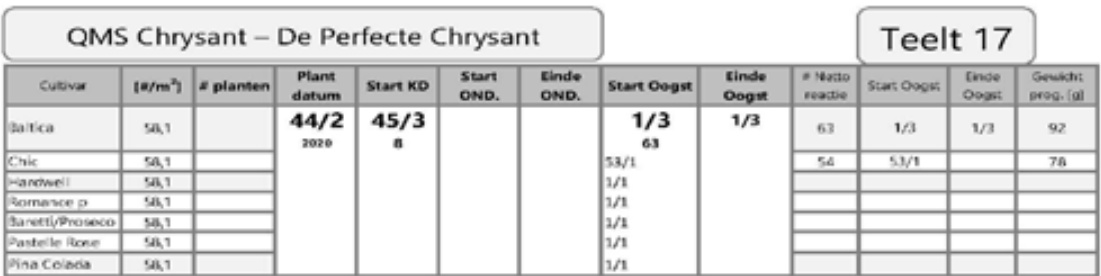 QMS Chrysant – De Perfecte Chrysant
Teelt 17
Cultivar [#/m²] # planten Plant datum Start KD Start OND. Einde OND. Start Oogst Einde Oogst # Netto reactie Start Oogst Einde Oogst Gewicht prog. [g]
Baltica 58,1 44/2 2020 45/3 8 1/3 63 1/3 63 1/3 1/3 92
Chic 58,1 53/1 54 53/1 78
Hardwell 58,1 1/1
Romance p 58,1 1/1
Baretti/Proseco 58,1 1/1
Pastelle Rose 58,1 1/1
Pina Colada 58,1 1/1